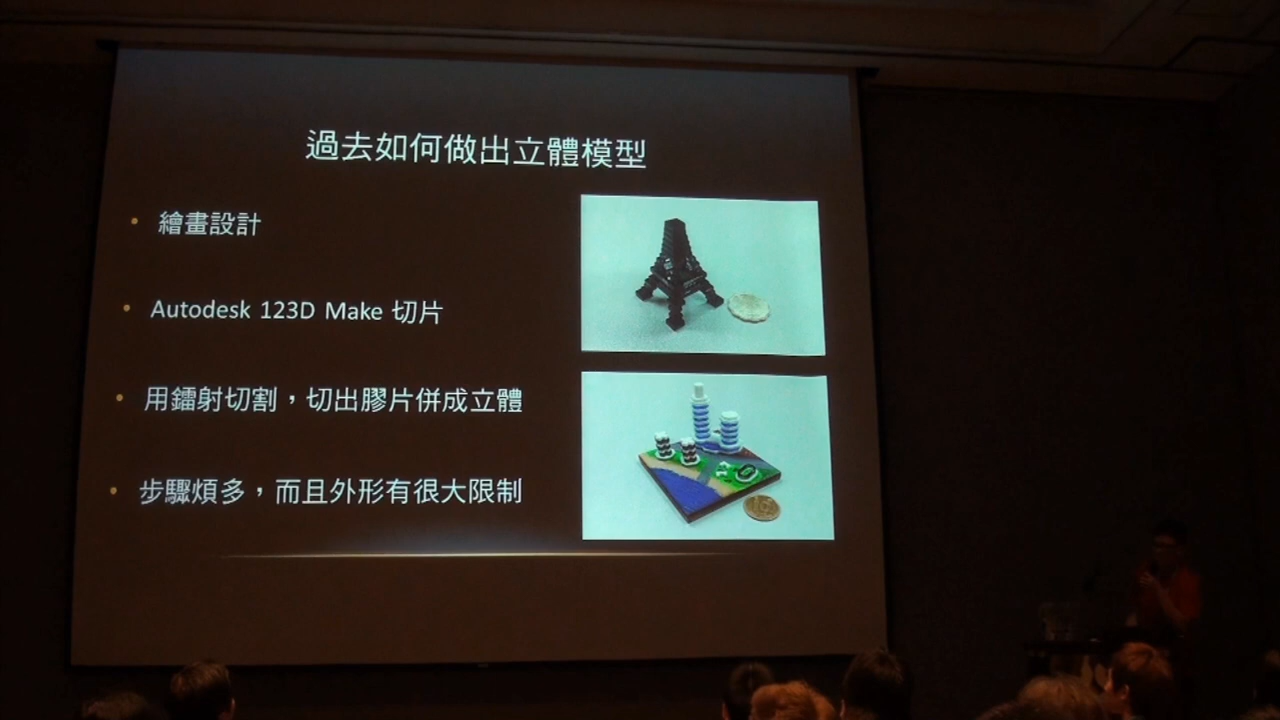 過去如何做出立體模型
• 繪畫設計
• Autodesk 123D Make 切片
• 用鐳射切割，切出膠片併成立體
• 步驟煩多，而且外形有很大限制